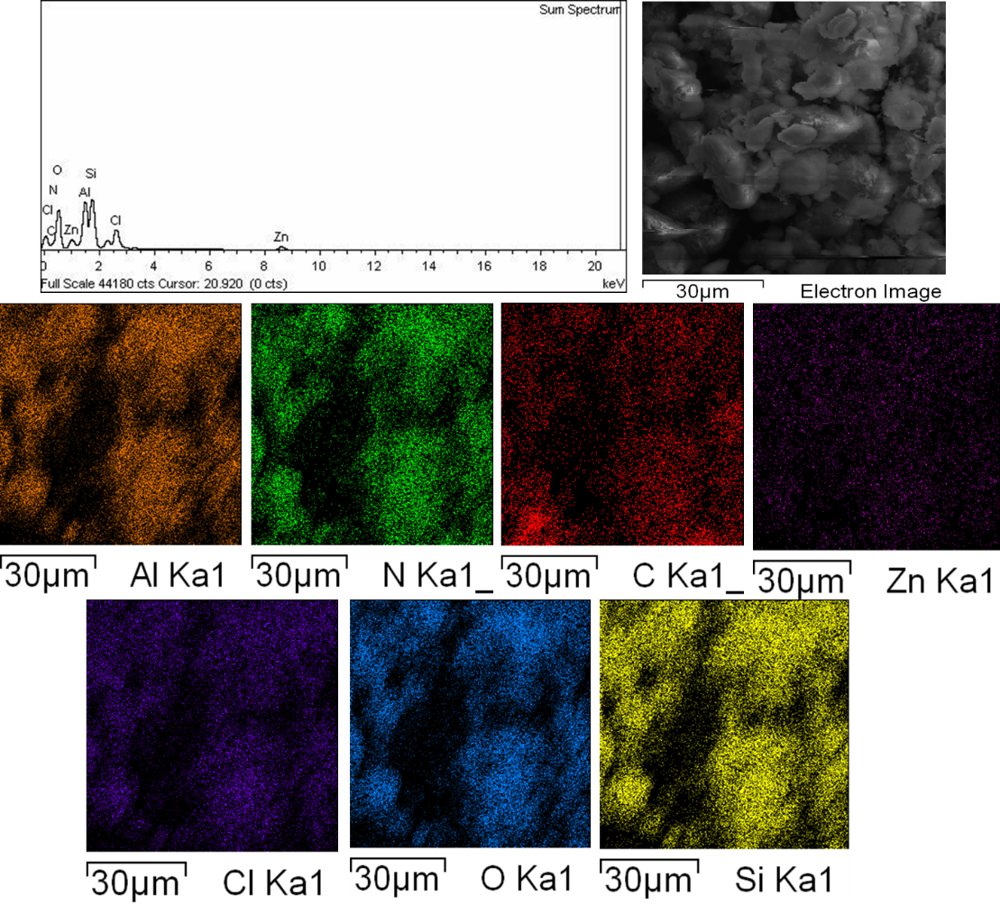 Sum Spectrum
O
Si
N
Al
Cl
Cl
C
Zn
Zn
0 2 4 6 8 10 12 14 16 18 20
Full Scale 44180 cts Cursor: 20.920 (0 cts)
keV
30µm
Electron Image
30µm
Al Ka1
30µm
N Ka1_
30µm
C Ka1_
30µm
Zn Ka1
30µm
Cl Ka1
30µm
O Ka1
30µm
Si Ka1